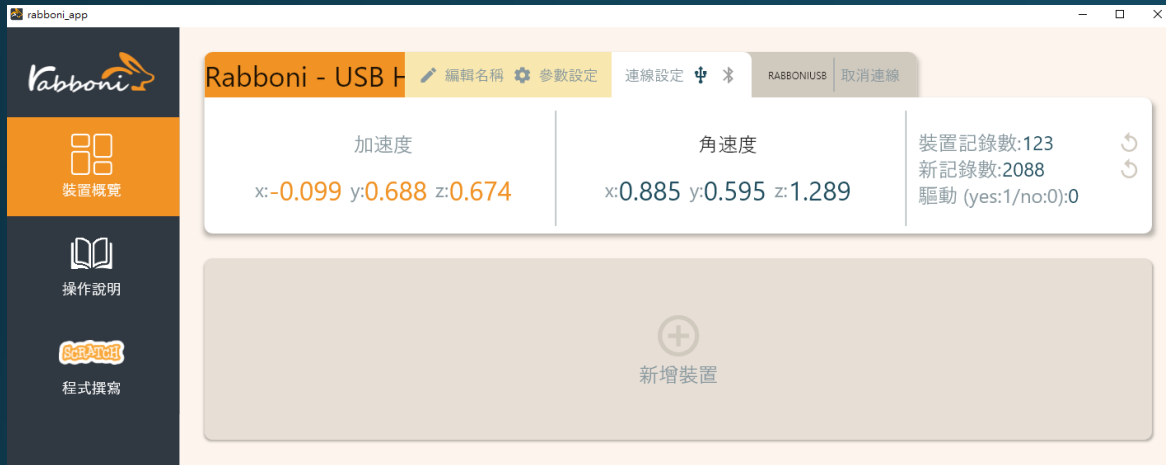 rabboni_app
rabboni
裝置概覽
操作說明
SCRATCH
程式撰寫
Rabboni - USB H 編輯名稱 參數設定 連線設定 RABBONIUSB 取消連線
加速度
x:-0.099 y:0.688 z:0.674
角速度
x:0.885 y:0.595 z:1.289
裝置記錄數:123
新記錄數:2088
驅動 (yes:1/no:0):0
新增裝置